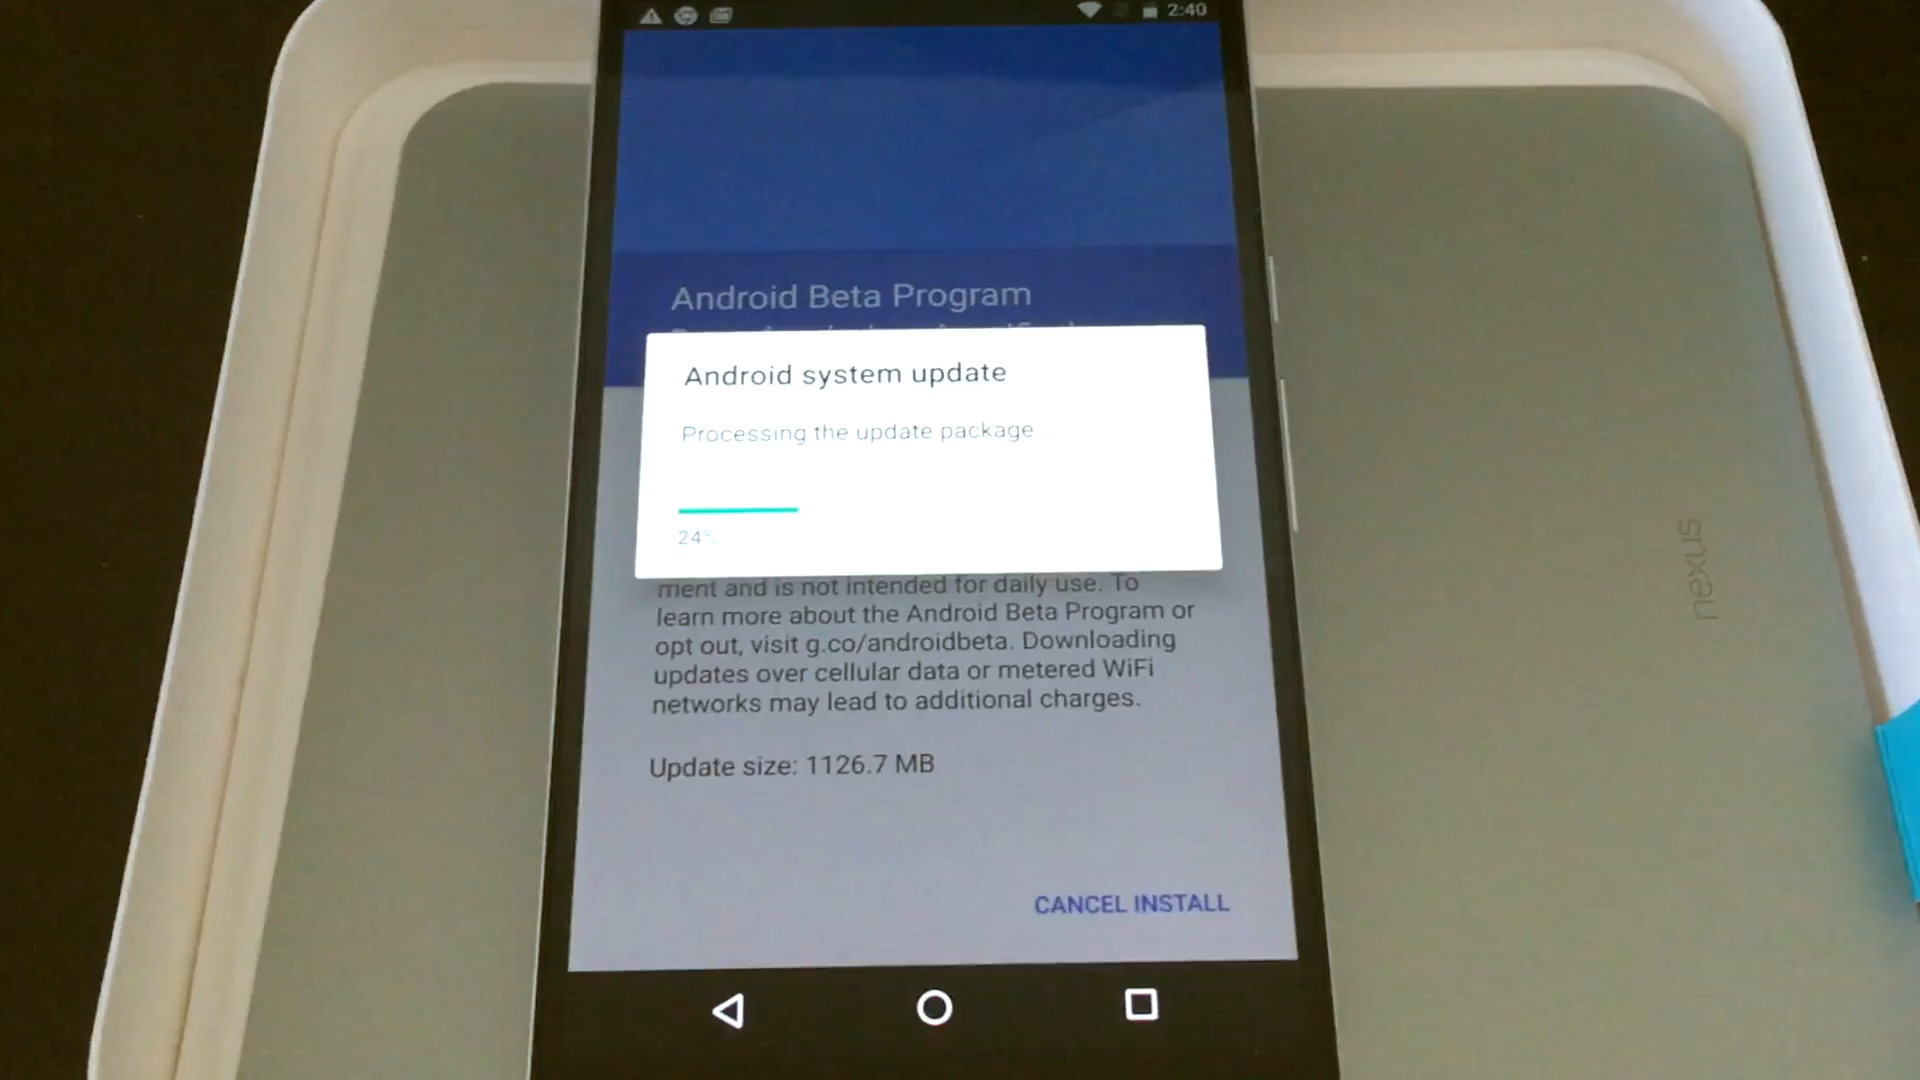 2:40
Android Beta Program
Android system update
Processing the update package...
24%
ment and is not intended for daily use. To
learn more about the Android Beta Program or
opt out, visit g.co/androidbeta. Downloading
updates over cellular data or metered WiFi
networks may lead to additional charges.
Update size: 1126.7 MB
CANCEL INSTALL
nexus